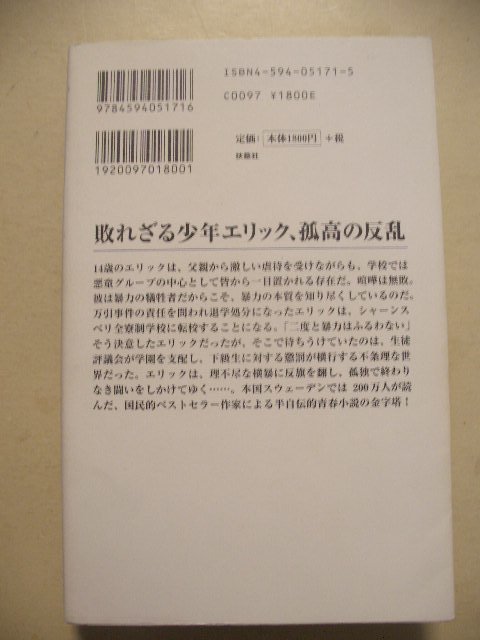 ISBN4-594-05171-5
9784594051716
C0097 ¥1800E
定価: 本体1800円 +税
扶桑社
1920097018001
敗れざる少年エリック、孤高の反乱
14歳のエリックは、父親から激しい虐待を受けながらも、学校では
悪童グループの中心として皆から一目置かれる存在だ。喧嘩は無敗。
彼は暴力の犠牲者だからこそ、暴力の本質を知り尽くしているのだ。
万引事件の責任を問われ退学処分になったエリックは、シャーンス
ベリ全寮制学校に転校することになる。「二度と暴力はふるわない」
そう決意したエリックだったが、そこで待ちうけていたのは、生徒
評議会が学園を支配し、下級生に対する懲罰が横行する不条理な世
界だった。エリックは、理不尽な横暴に反旗を翻し、孤独で終わり
なき闘いをしかけてゆく……。本国スウェーデンでは200万人が読
んだ、国民的ベストセラー作家による半自伝的青春小説の金字塔！